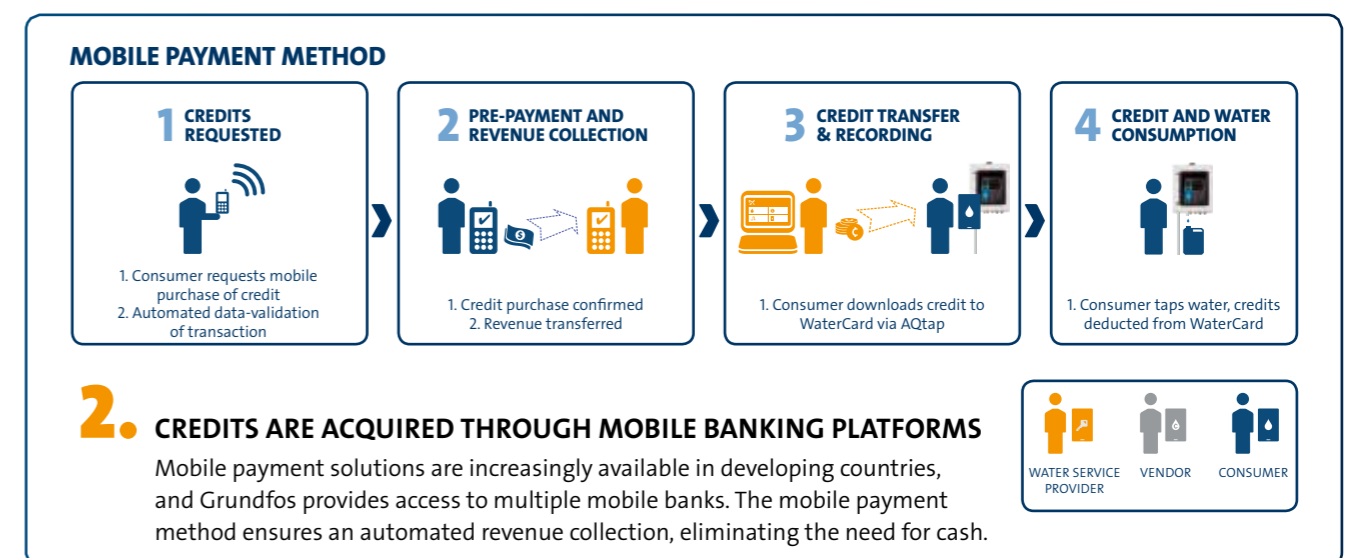 MOBILE PAYMENT METHOD
1 CREDITS
REQUESTED
1. Consumer requests mobile
purchase of credit
2. Automated data-validation
of transaction
2 PRE-PAYMENT AND
REVENUE COLLECTION
$
1. Credit purchase confirmed
2. Revenue transferred
3 CREDIT TRANSFER
& RECORDING
C
1. Consumer downloads credit to
WaterCard via AQtap
4 CREDIT AND WATER
CONSUMPTION
1. Consumer taps water, credits
deducted from WaterCard
2. CREDITS ARE ACQUIRED THROUGH MOBILE BANKING PLATFORMS
Mobile payment solutions are increasingly available in developing countries,
and Grundfos provides access to multiple mobile banks. The mobile payment
method ensures an automated revenue collection, eliminating the need for cash.
WATER SERVICE
PROVIDER
VENDOR
CONSUMER